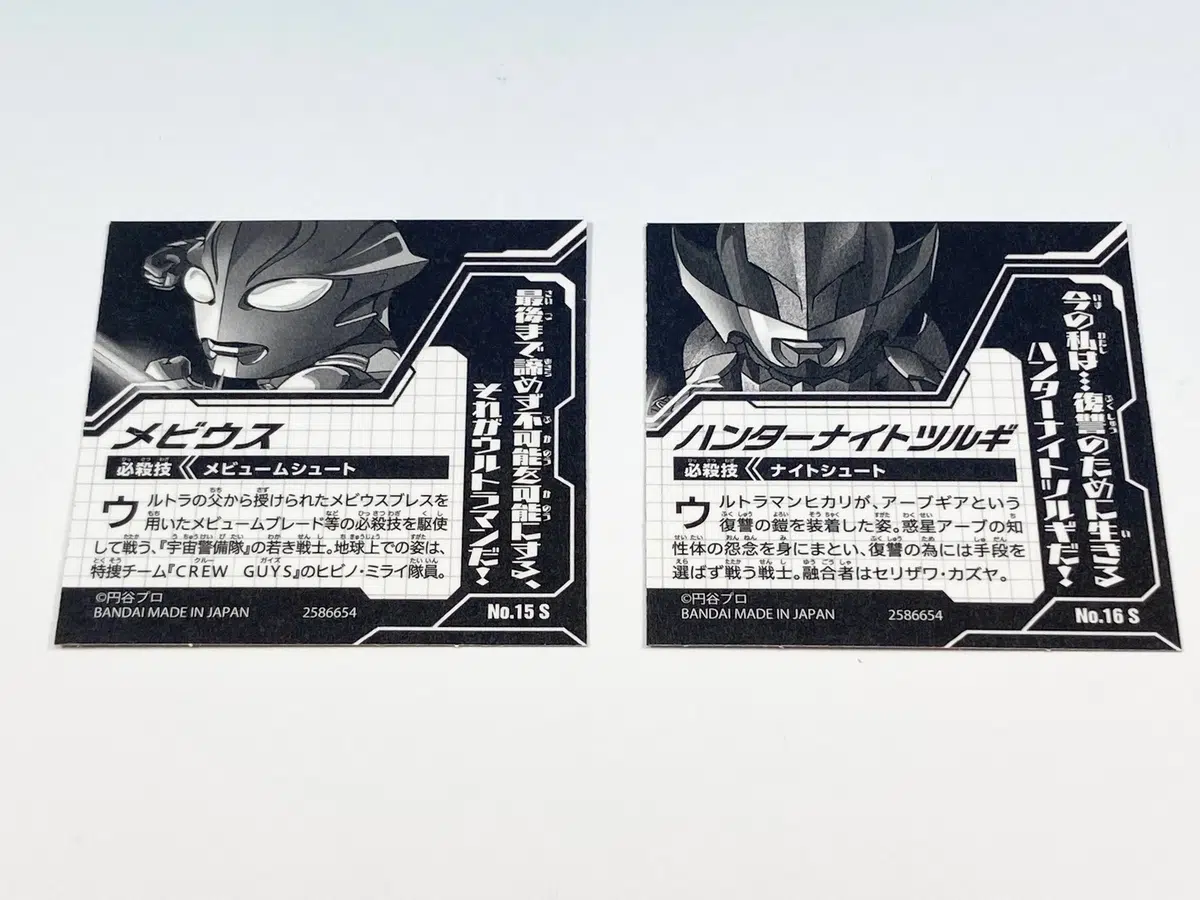 最後まで諦めず不可能を可能にする、
それがウルトラマンだ!
メビウス
必殺技 メビュームシュート
ウルトラの父から授けられたメビウスブレスを
用いたメビュームブレード等の必殺技を駆使
して戦う、『宇宙警備隊』の若き戦士。地球上での姿は、
特捜チーム『CREW GUYS』のヒビノ・ミライ隊員。
©円谷プロ
BANDAI MADE IN JAPAN 2586654
No.15 S
今の私は…復讐のために生きる
ハンターナイトツルギだ!
ハンターナイトツルギ
必殺技 ナイトシュート
ウルトラマンヒカリが、アーブギアという
復讐の鎧を装着した姿。惑星アーブの知
性体の怨念を身にまとい、復讐の為には手段を
選ばず戦う戦士。融合者はセリザワ・カズヤ。
©円谷プロ
BANDAI MADE IN JAPAN 2586654
No.16 S